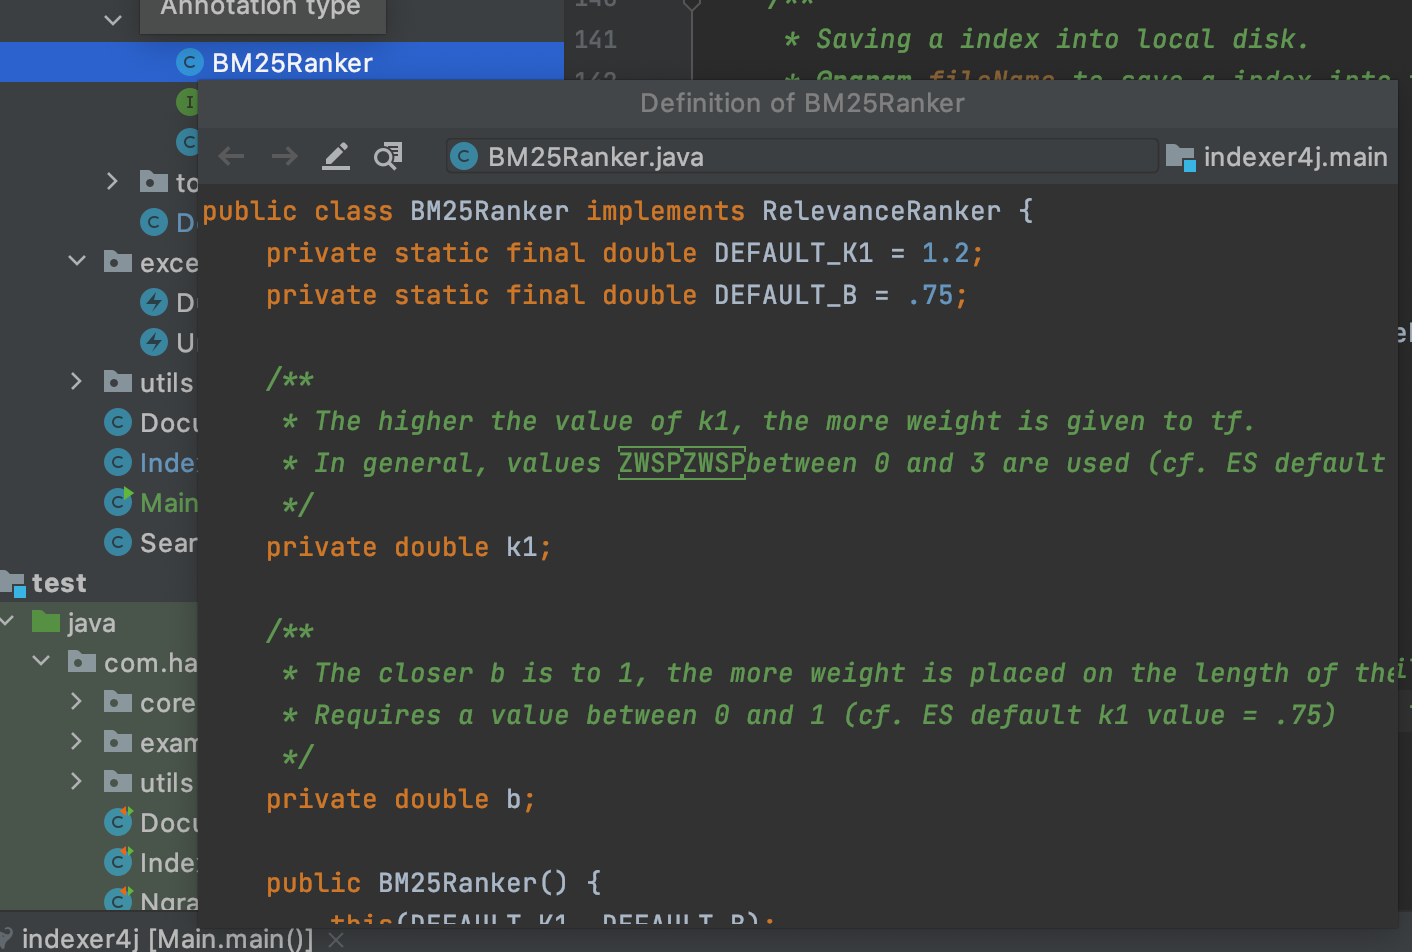 Annotation type
BM25Ranker
141
* Saving a index into local disk.
* @param fileName to save a index into
Definition of BM25Ranker
BM25Ranker.java
indexer4j.main
public class BM25Ranker implements RelevanceRanker {
private static final double DEFAULT_K1 = 1.2;
private static final double DEFAULT_B = .75;
/**
* The higher the value of k1, the more weight is given to tf.
* In general, values ZWSPZWSPbetween 0 and 3 are used (cf. ES default
*/
private double k1;
/**
* The closer b is to 1, the more weight is placed on the length of the
* Requires a value between 0 and 1 (cf. ES default k1 value = .75)
*/
private double b;
public BM25Ranker() {
this(DEFAULT_K1, DEFAULT_B);
to
D
exce
D
U
utils
Docu
Inde
Main
Sear
test
java
com.ha
core
exam
utils
Docu
Inde
Ngra
indexer4j [Main.main()] ×